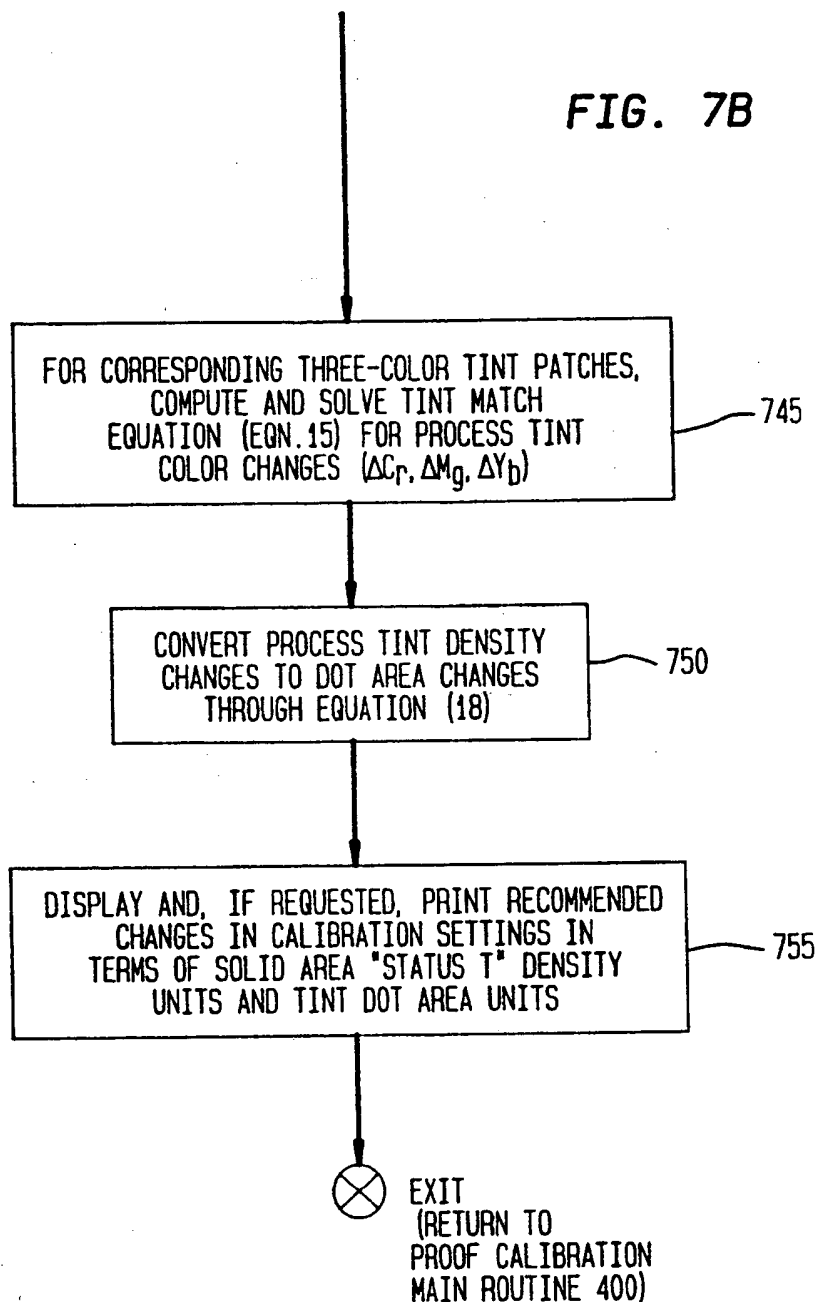 FIG. 7B
FOR CORRESPONDING THREE-COLOR TINT PATCHES,
COMPUTE AND SOLVE TINT MATCH
EQUATION (EQN.15) FOR PROCESS TINT
COLOR CHANGES (ΔCr, ΔMg, ΔYb)
745
CONVERT PROCESS TINT DENSITY
CHANGES TO DOT AREA CHANGES
THROUGH EQUATION (18)
750
DISPLAY AND, IF REQUESTED, PRINT RECOMMENDED
CHANGES IN CALIBRATION SETTINGS IN
TERMS OF SOLID AREA "STATUS T" DENSITY
UNITS AND TINT DOT AREA UNITS
755
EXIT
(RETURN TO
PROOF CALIBRATION
MAIN ROUTINE 400)